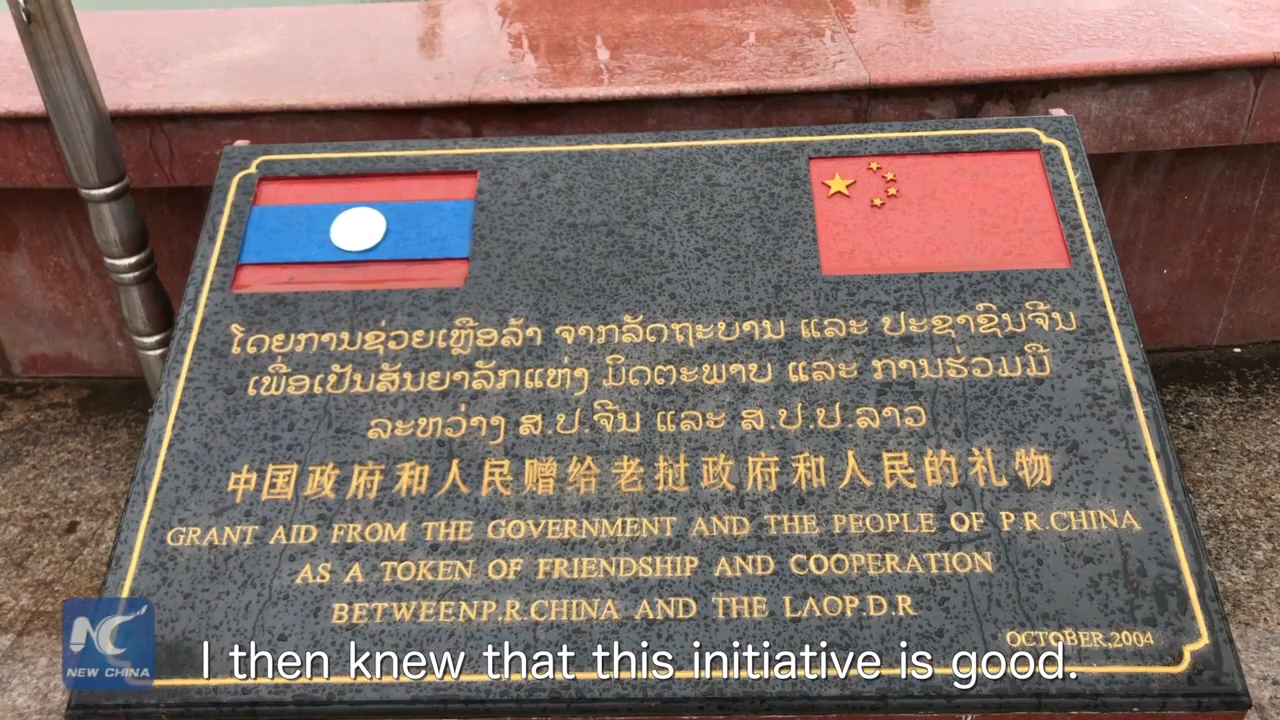 ໂດຍການຊ່ວຍເຫຼືອລ້າ ຈາກລັດຖະບານ ແລະ ປະຊາຊົນຈີນ
ເພື່ອເປັນສັນຍາລັກແຫ່ງ ມິດຕະພາບ ແລະ ການຮ່ວມມື
ລະຫວ່າງ ສ.ປ.ຈີນ ແລະ ສ.ປ.ປ.ລາວ
中国政府和人民赠给老挝政府和人民的礼物
GRANT AID FROM THE GOVERNMENT AND THE PEOPLE OF P.R.CHINA
AS A TOKEN OF FRIENDSHIP AND COOPERATION
BETWEENP.R.CHINA AND THE LAOP.D.R
OCTOBER,2004
NC
NEW CHINA
I then knew that this initiative is good.